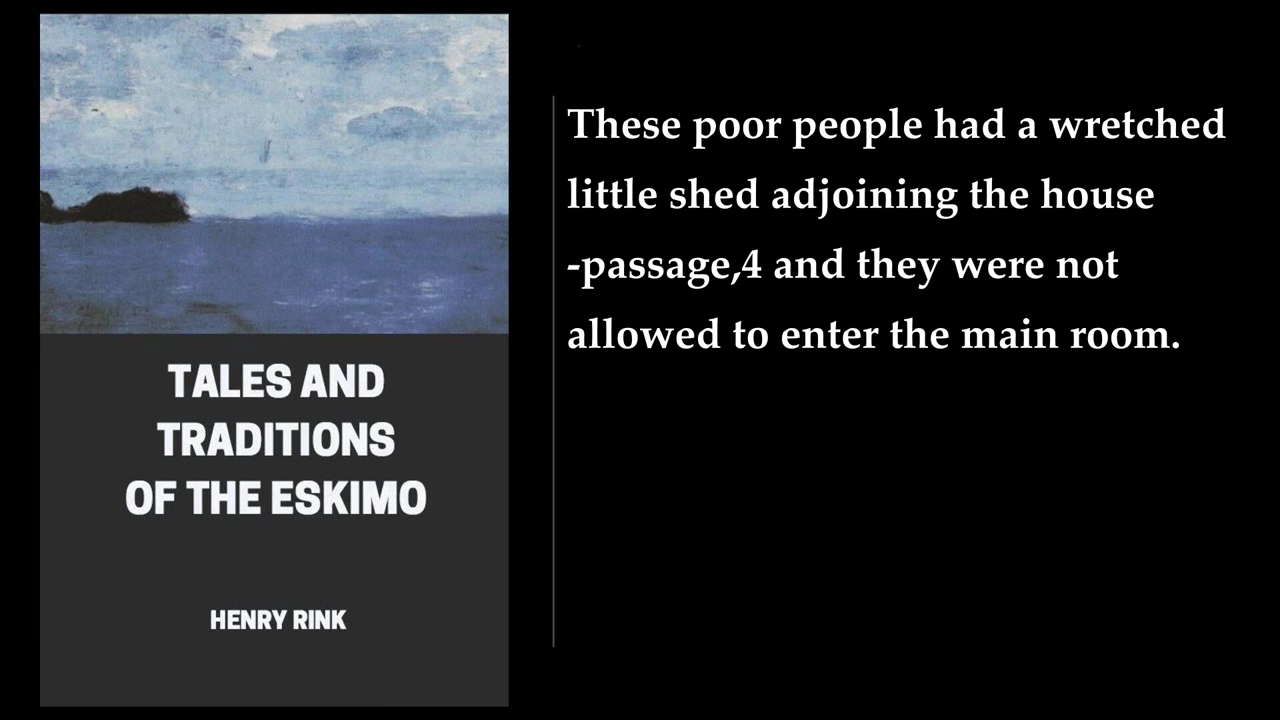 TALES AND
TRADITIONS
OF THE ESKIMO
HENRY RINK
These poor people had a wretched
little shed adjoining the house
-passage,4 and they were not
allowed to enter the main room.